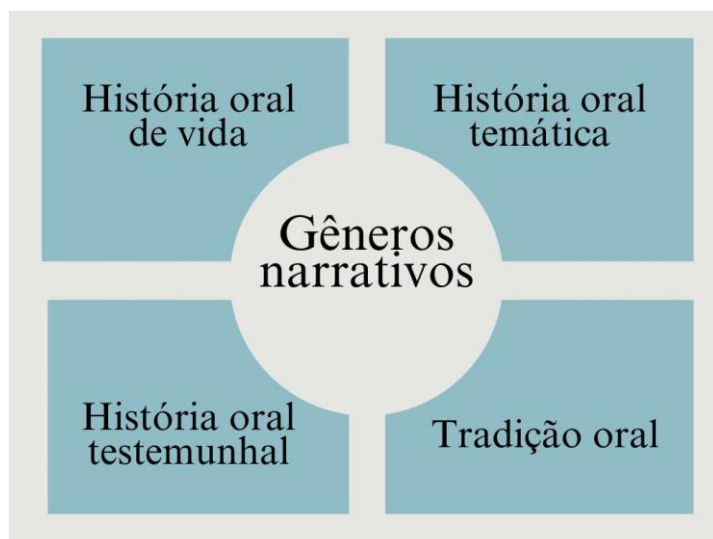 História oral
de vida
História oral
temática
Gêneros
narrativos
História oral
testemunhal
Tradição oral